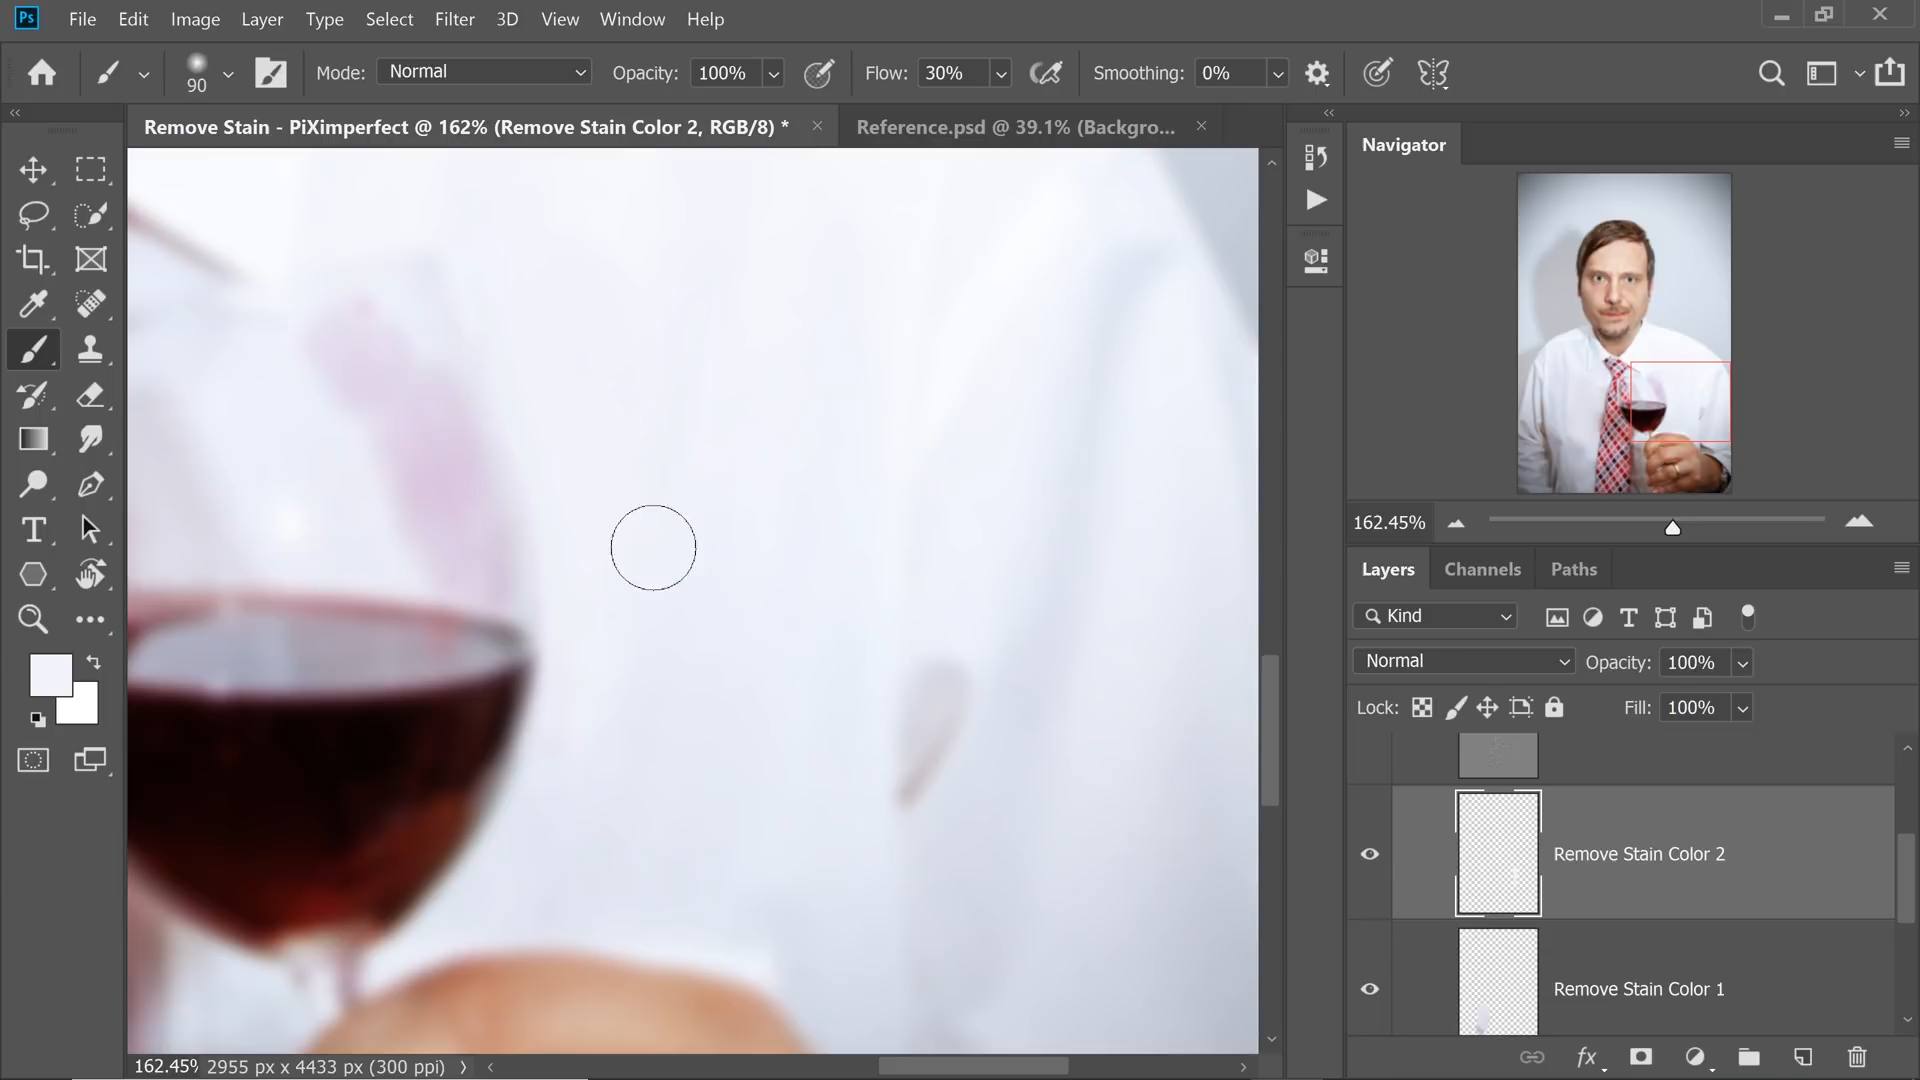 Ps File Edit Image Layer Type Select Filter 3D View Window Help
90 Mode: Normal Opacity: 100% Flow: 30% Smoothing: 0%
Remove Stain - PiXimperfect @ 162% (Remove Stain Color 2, RGB/8) * Reference.psd @ 39.1% (Backgro...
Navigator
162.45%
Layers Channels Paths
Kind
Normal Opacity: 100%
Lock: Fill: 100%
Remove Stain Color 2
Remove Stain Color 1
fx
162.45% 2955 px x 4433 px (300 ppi)